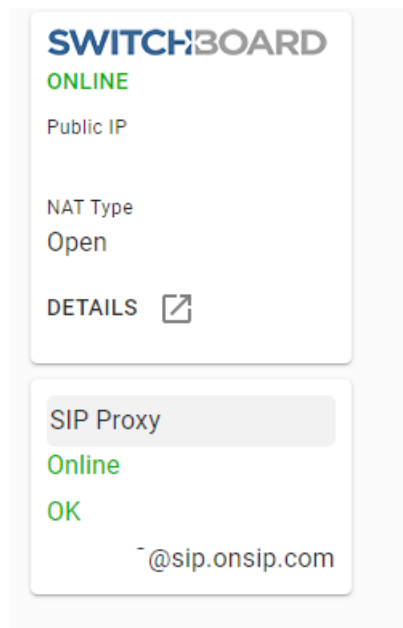 SWITCHBOARD
ONLINE
Public IP
NAT Type
Open
DETAILS
SIP Proxy
Online
OK
@sip.onsip.com